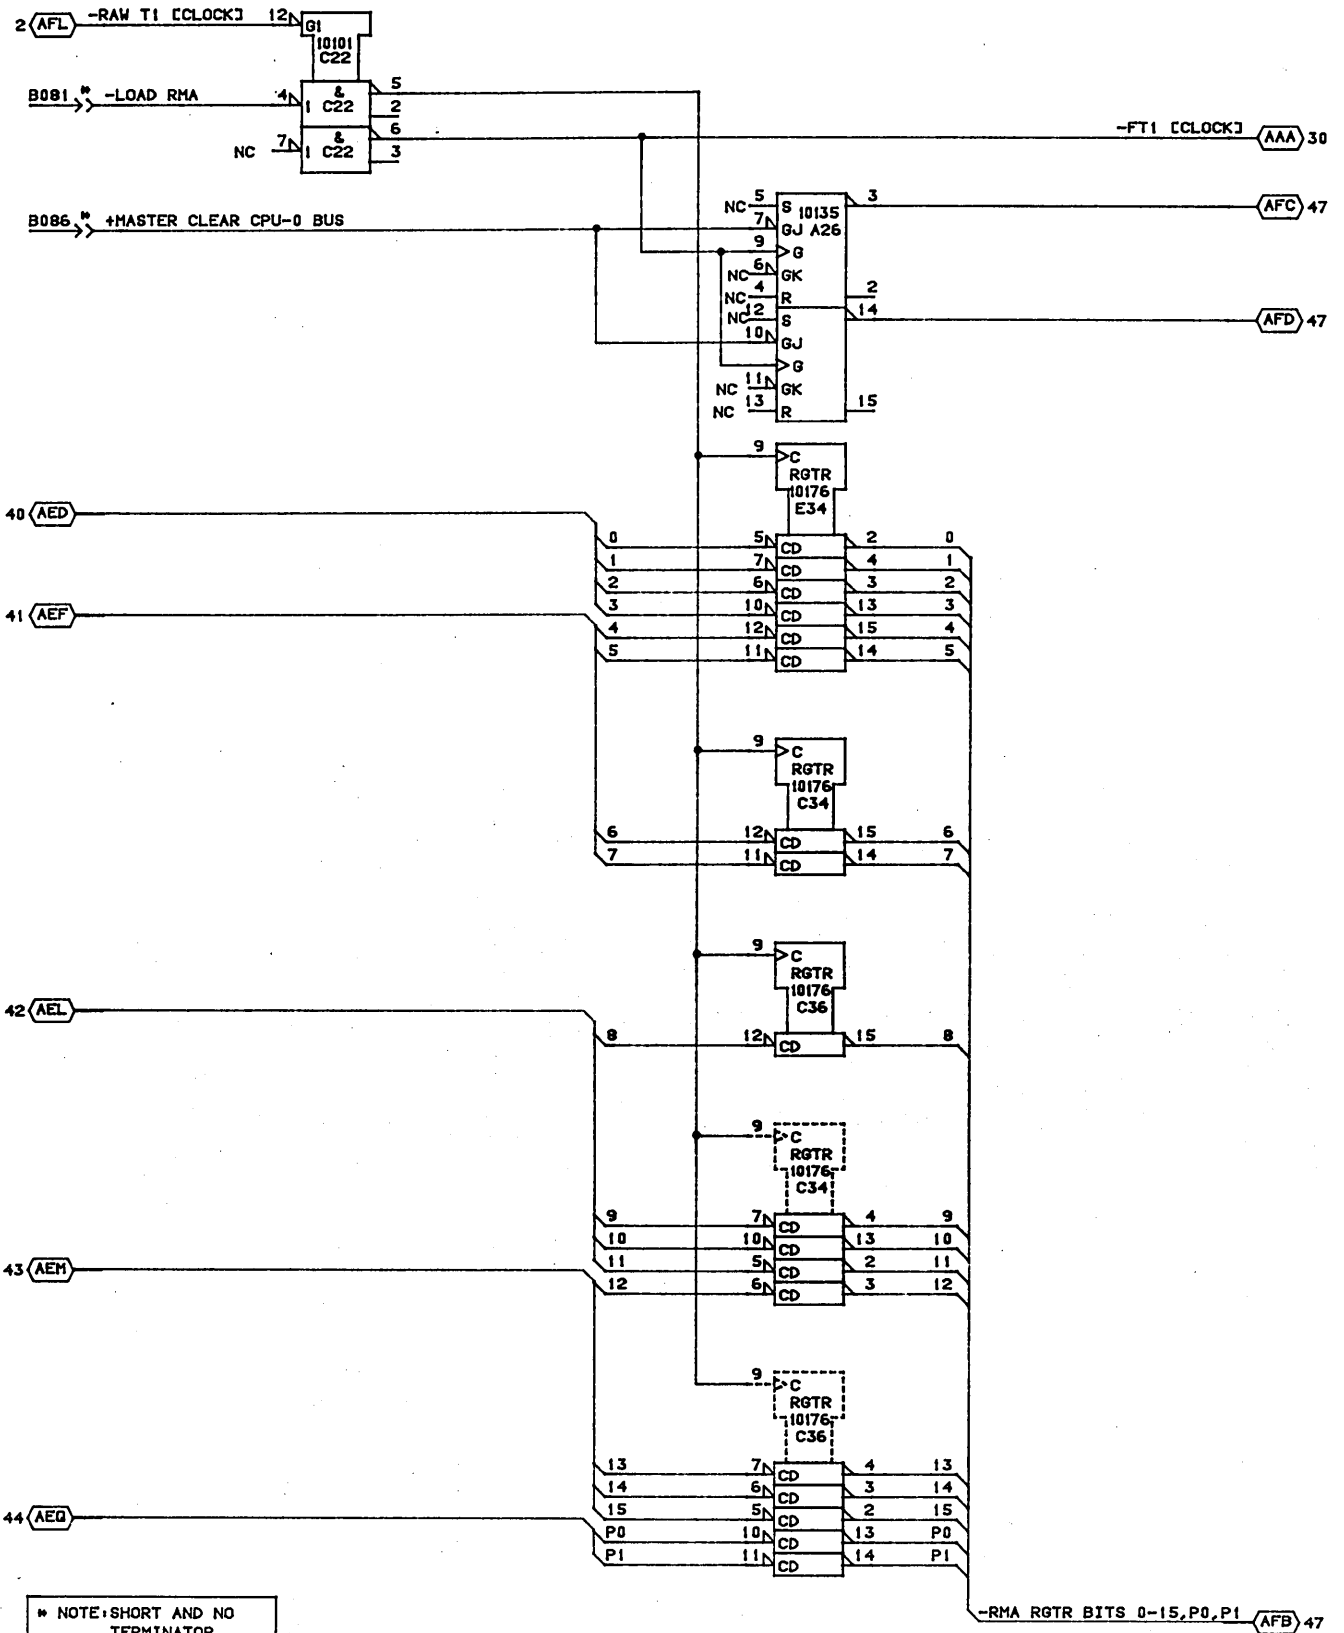 2 AFL -RAW T1 [CLOCK] 12 G1
10101
C22
B081 * -LOAD RMA 4 1 & C22 5
2
NC 7 1 & C22 6
3
-FT1 [CLOCK] AAA 30
B086 * +MASTER CLEAR CPU-0 BUS
NC 5 S 10135 3 AFC 47
7 GJ A26
9 G
NC 6 GK
NC 4 R 2
NC 12 S 14 AFD 47
10 GJ
G
NC 11 GK
NC 13 R 15
9 C
RGTR
10176
E34
40 AED
0 5 CD 2 0
1 7 CD 4 1
2 6 CD 3 2
3 10 CD 13 3
41 AEF
4 12 CD 15 4
5 11 CD 14 5
9 C
RGTR
10176
C34
6 12 CD 15 6
7 11 CD 14 7
9 C
RGTR
10176
C36
42 AEL
8 12 CD 15 8
9 C
RGTR
10176
C34
9 7 CD 4 9
10 10 CD 13 10
11 5 CD 2 11
43 AEM
12 6 CD 3 12
9 C
RGTR
10176
C36
13 7 CD 4 13
14 6 CD 3 14
15 5 CD 2 15
44 AEQ
P0 10 CD 13 P0
P1 11 CD 14 P1
* NOTE:SHORT AND NO
TERMINATOR
-RMA RGTR BITS 0-15,P0,P1 AFB 47